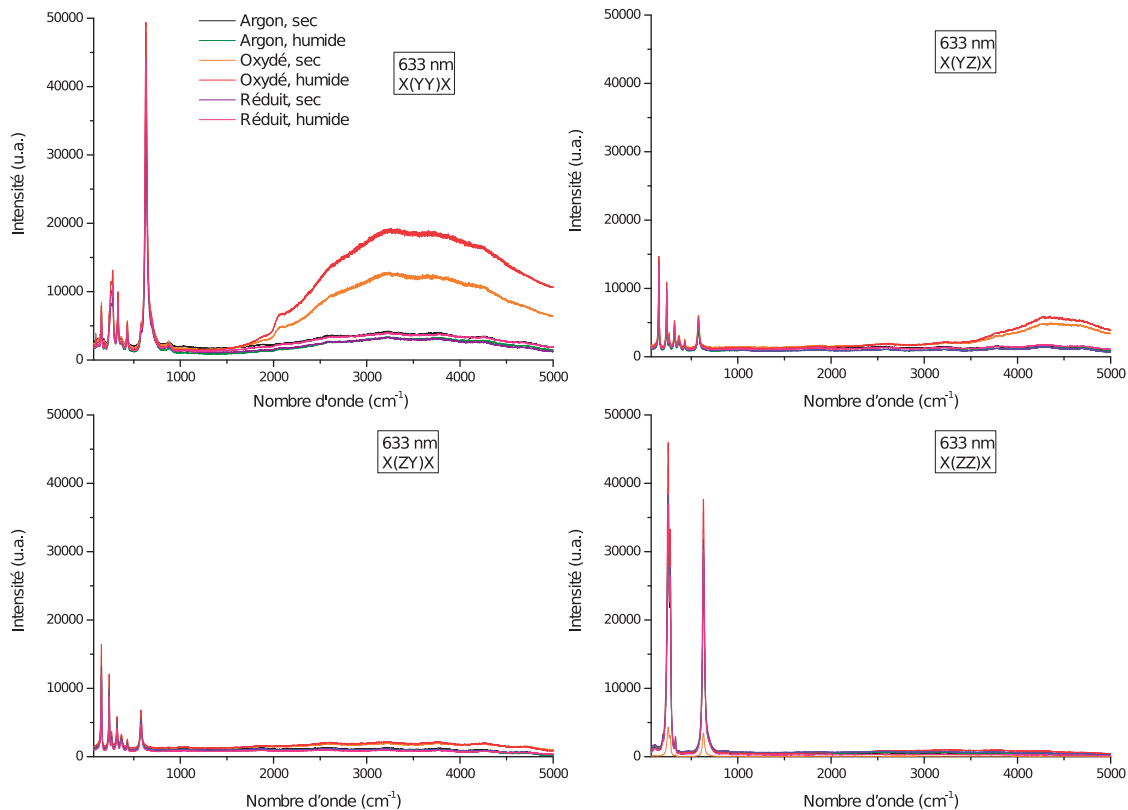 50000
40000
30000
20000
10000
0
Intensité (u.a.)
Argon, sec
Argon, humide
Oxydé, sec
Oxydé, humide
Réduit, sec
Réduit, humide
633 nm
X(YY)X
1000 2000 3000 4000 5000
Nombre d'onde (cm-1)
50000
40000
30000
20000
10000
0
Intensité (u.a.)
633 nm
X(YZ)X
1000 2000 3000 4000 5000
Nombre d’onde (cm-1)
50000
40000
30000
20000
10000
0
Intensité (u.a.)
633 nm
X(ZY)X
1000 2000 3000 4000 5000
Nombre d’onde (cm-1)
50000
40000
30000
20000
10000
0
Intensité (u.a.)
633 nm
X(ZZ)X
1000 2000 3000 4000 5000
Nombre d’onde (cm-1)